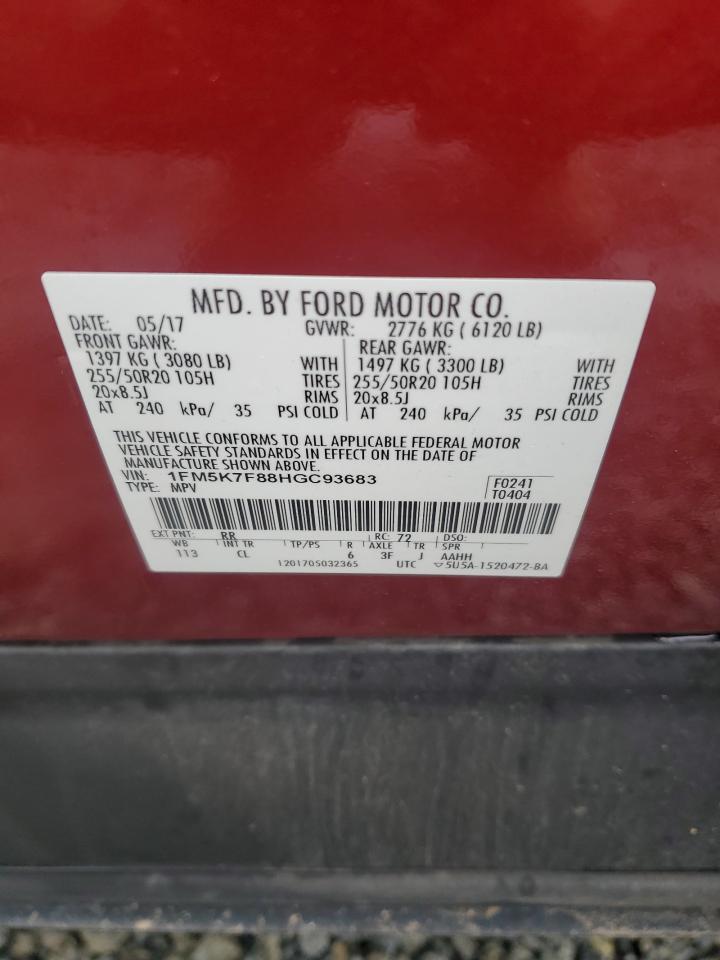 MFD. BY FORD MOTOR CO.
DATE: 05/17 GVWR: 2776 KG ( 6120 LB)
FRONT GAWR: REAR GAWR:
1397 KG ( 3080 LB) WITH 1497 KG ( 3300 LB) WITH
255/50R20 105H TIRES 255/50R20 105H TIRES
20x8.5J RIMS 20x8.5J RIMS
AT 240 kPa/ 35 PSI COLD AT 240 kPa/ 35 PSI COLD
THIS VEHICLE CONFORMS TO ALL APPLICABLE FEDERAL MOTOR
VEHICLE SAFETY STANDARDS IN EFFECT ON THE DATE OF
MANUFACTURE SHOWN ABOVE.
VIN: 1FM5K7F88HGC93683 F0241
TYPE: MPV T0404
EXT PNT: RR RC: 72 DSO:
WB INT TR TP/PS R AXLE TR SPR
113 CL 6 3F J AAHH
1201705032365 UTC ▽5U5A-1520472-BA